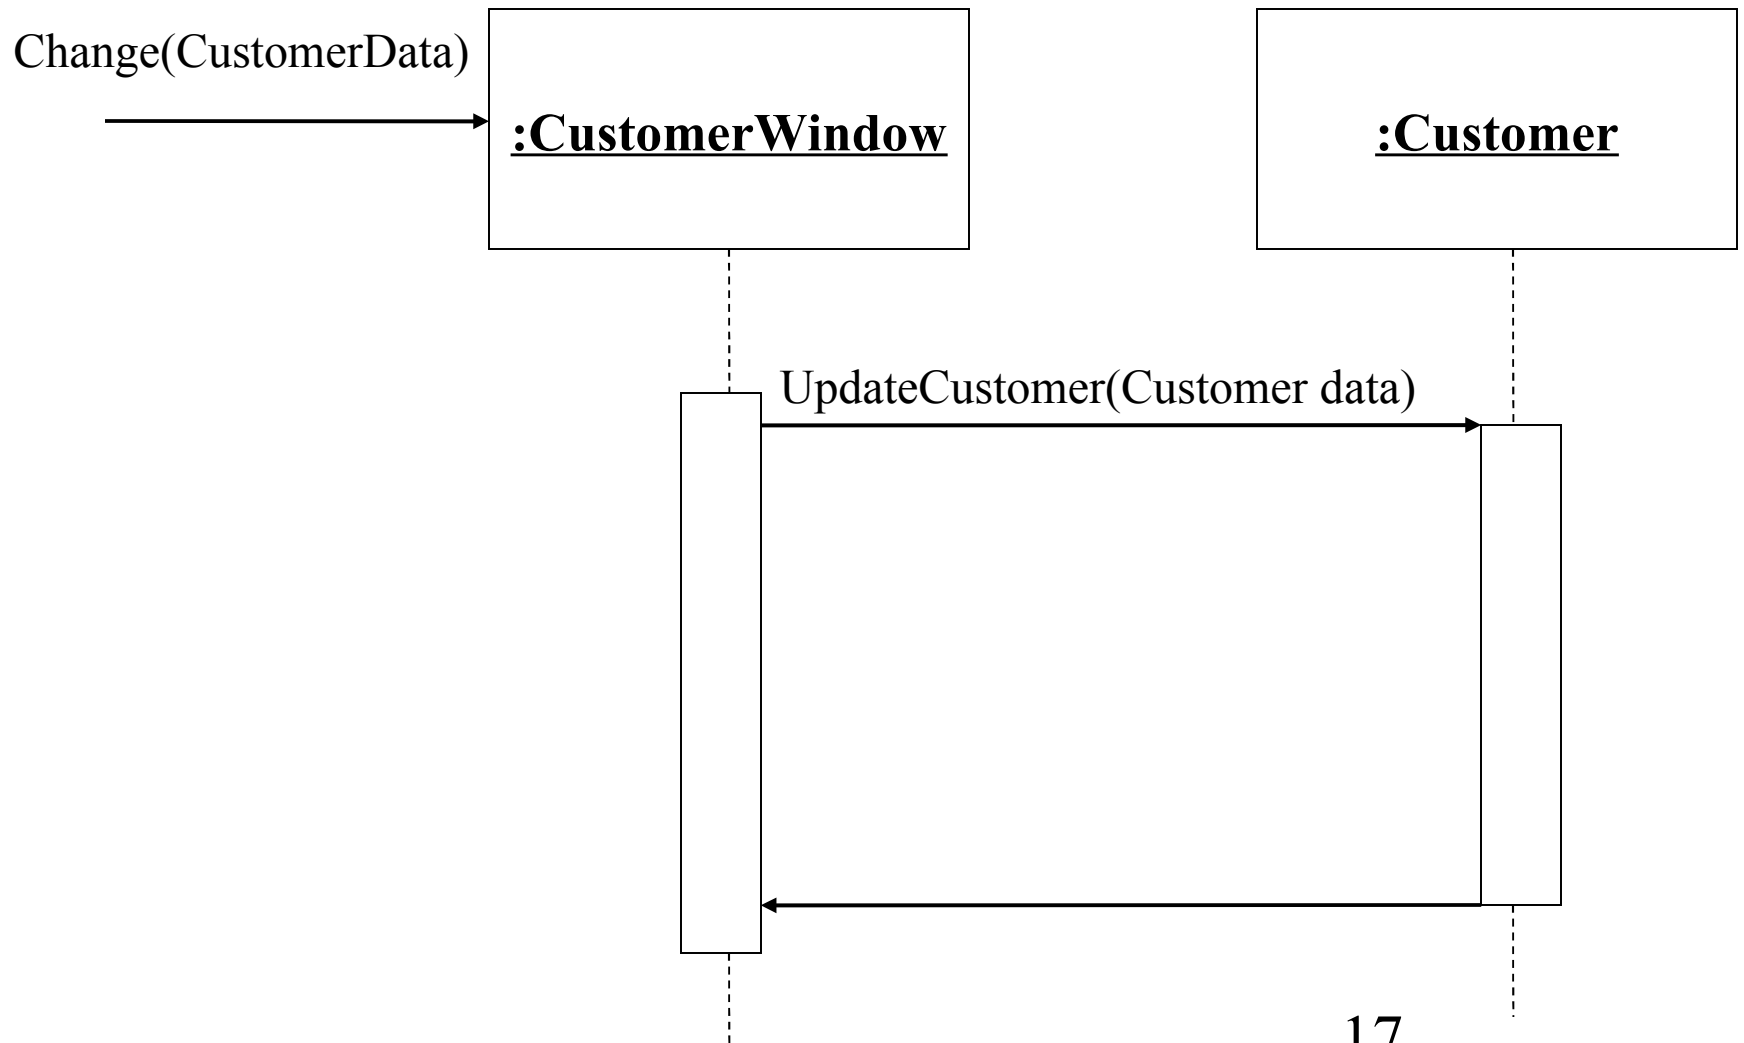 Change(CustomerData)
:CustomerWindow
:Customer
UpdateCustomer(Customer data)
17